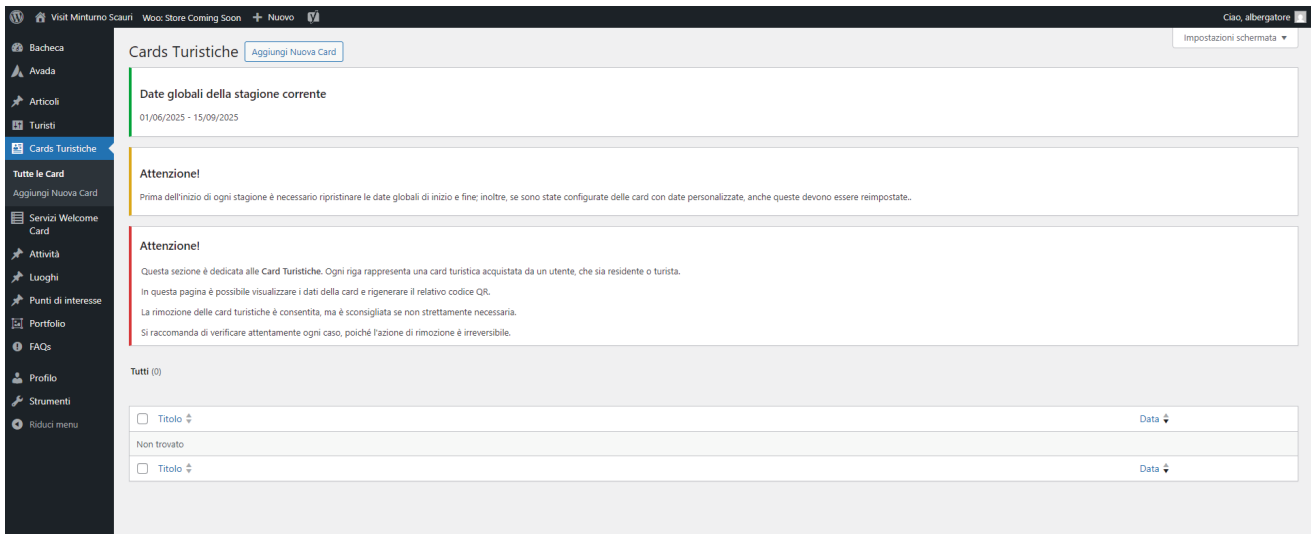 Visit Minturno Scauri Woo: Store Coming Soon + Nuovo Ciao, albergatore
Impostazioni schermata ▼
Bacheca
Avada
Articoli
Turisti
Cards Turistiche
Tutte le Card
Aggiungi Nuova Card
Servizi Welcome
Card
Attività
Luoghi
Punti di interesse
Portfolio
FAQs
Profilo
Strumenti
Riduci menu
Cards Turistiche Aggiungi Nuova Card
Date globali della stagione corrente
01/06/2025 - 15/09/2025
Attenzione!
Prima dell'inizio di ogni stagione è necessario ripristinare le date globali di inizio e fine; inoltre, se sono state configurate delle card con date personalizzate, anche queste devono essere reimpostate..
Attenzione!
Questa sezione è dedicata alle Card Turistiche. Ogni riga rappresenta una card turistica acquistata da un utente, che sia residente o turista.
In questa pagina è possibile visualizzare i dati della card e rigenerare il relativo codice QR.
La rimozione delle card turistiche è consentita, ma è sconsigliata se non strettamente necessaria.
Si raccomanda di verificare attentamente ogni caso, poiché l'azione di rimozione è irreversibile.
Tutti (0)
Titolo Data
Non trovato
Titolo Data